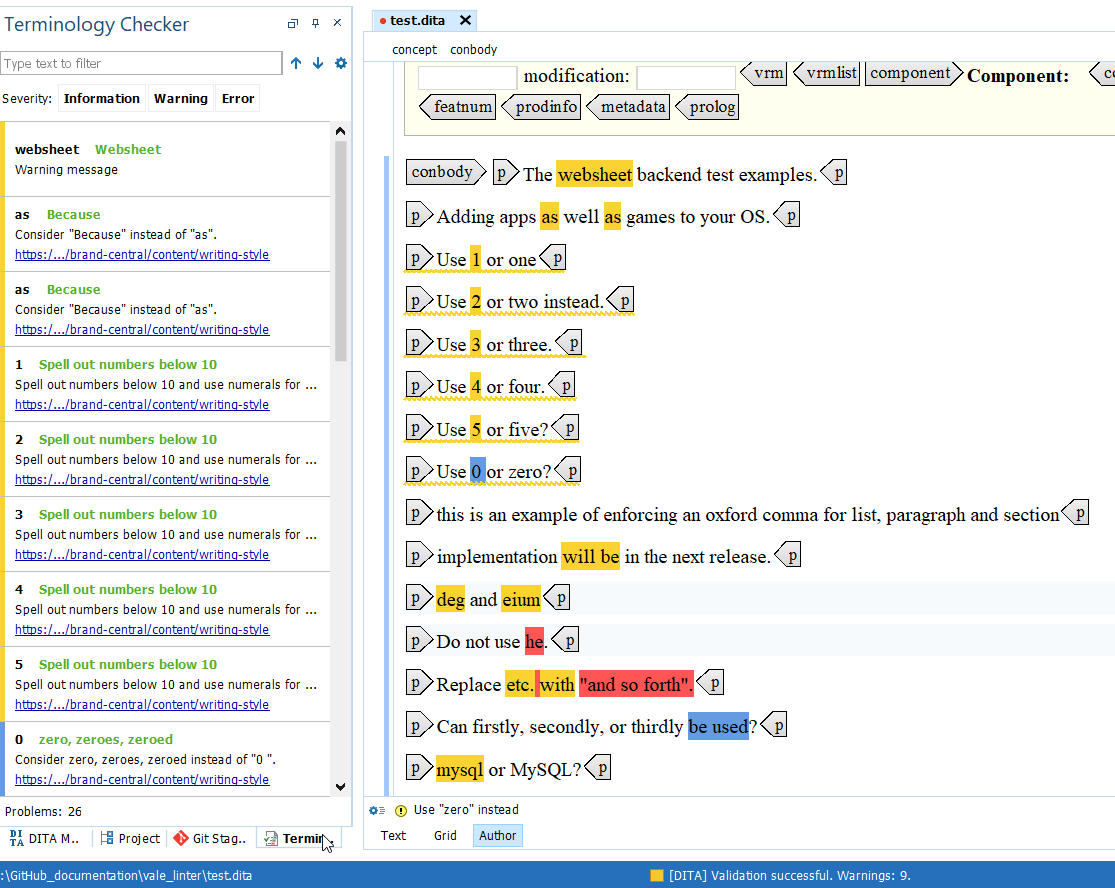 Terminology Checker
Type text to filter
Severity: Information Warning Error
websheet Websheet
Warning message
as Because
Consider "Because" instead of "as".
https:/.../brand-central/content/writing-style
as Because
Consider "Because" instead of "as".
https:/.../brand-central/content/writing-style
1 Spell out numbers below 10
Spell out numbers below 10 and use numerals for ...
https:/.../brand-central/content/writing-style
2 Spell out numbers below 10
Spell out numbers below 10 and use numerals for ...
https:/.../brand-central/content/writing-style
3 Spell out numbers below 10
Spell out numbers below 10 and use numerals for ...
https:/.../brand-central/content/writing-style
4 Spell out numbers below 10
Spell out numbers below 10 and use numerals for ...
https:/.../brand-central/content/writing-style
5 Spell out numbers below 10
Spell out numbers below 10 and use numerals for ...
https:/.../brand-central/content/writing-style
0 zero, zeroes, zeroed
Consider zero, zeroes, zeroed instead of "0 ".
https:/.../brand-central/content/writing-style
Problems: 26
DITA M.. Project Git Stag.. Termin
test.dita
concept conbody
modification: vrm vrmlist component Component: co
featnum prodinfo metadata prolog
conbody p The websheet backend test examples. p
p Adding apps as well as games to your OS. p
p Use 1 or one p
p Use 2 or two instead. p
p Use 3 or three. p
p Use 4 or four. p
p Use 5 or five? p
p Use 0 or zero? p
p this is an example of enforcing an oxford comma for list, paragraph and section p
p implementation will be in the next release. p
p deg and eium p
p Do not use he. p
p Replace etc. with "and so forth". p
p Can firstly, secondly, or thirdly be used? p
p mysql or MySQL? p
Use "zero" instead
Text Grid Author
:\GitHub_documentation\vale_linter\test.dita
[DITA] Validation successful. Warnings: 9.